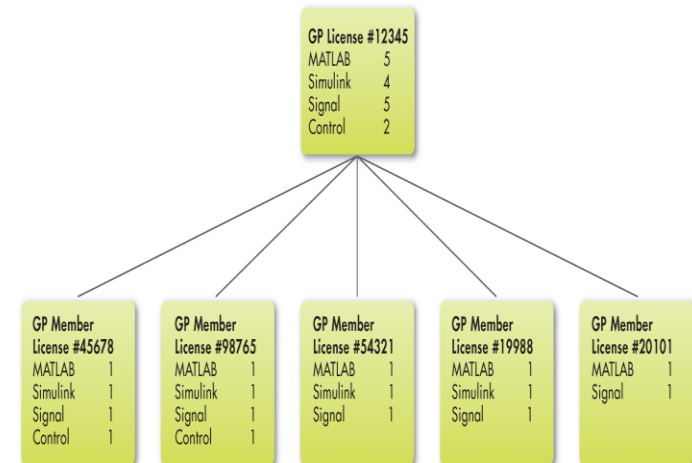 GP License #12345
MATLAB 5
Simulink 4
Signal 5
Control 2
GP Member
License #45678
MATLAB 1
Simulink 1
Signal 1
Control 1
GP Member
License #98765
MATLAB 1
Simulink 1
Signal 1
Control 1
GP Member
License #54321
MATLAB 1
Simulink 1
Signal 1
GP Member
License #19988
MATLAB 1
Simulink 1
Signal 1
GP Member
License #20101
MATLAB 1
Signal 1